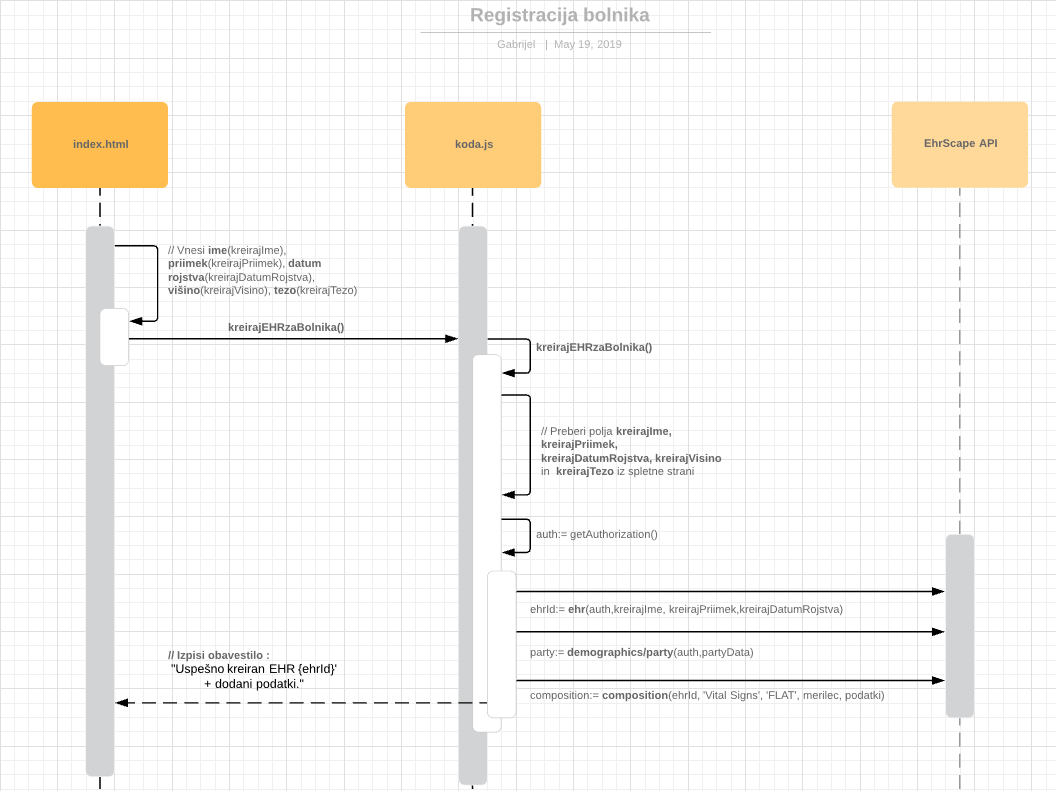 Registracija bolnika
Gabrijel | May 19, 2019
index.html
koda.js
EhrScape API
// Vnesi ime(kreirajIme),
priimek(kreirajPriimek), datum
rojstva(kreirajDatumRojstva),
višino(kreirajVisino), tezo(kreirajTezo)
kreirajEHRzaBolnika()
kreirajEHRzaBolnika()
// Preberi polja kreirajIme,
kreirajPriimek,
kreirajDatumRojstva, kreirajVisino
in kreirajTezo iz spletne strani
auth:= getAuthorization()
ehrId:= ehr(auth,kreirajIme, kreirajPriimek,kreirajDatumRojstva)
party:= demographics/party(auth,partyData)
// Izpisi obavestilo :
"Uspešno kreiran EHR {ehrId}'
+ dodani podatki."
composition:= composition(ehrId, 'Vital Signs', 'FLAT', merilec, podatki)